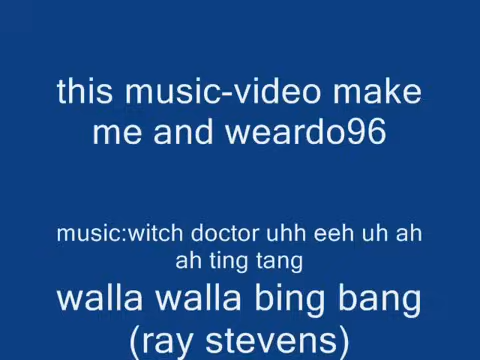 this music-video make
me and weardo96
music:witch doctor uhh eeh uh ah
ah ting tang
walla walla bing bang
(ray stevens)